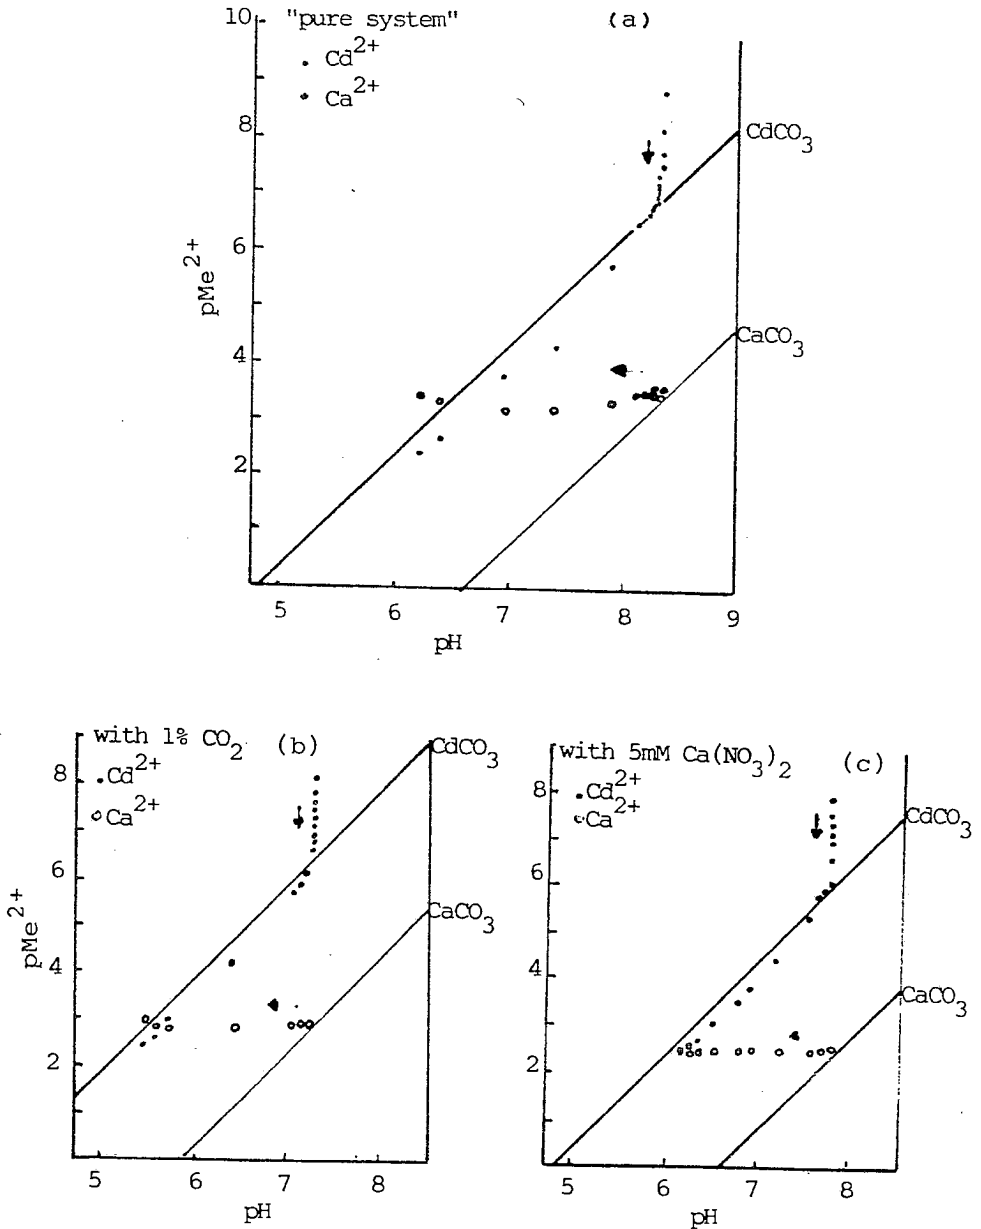 "pure system" (a)
Cd2+
Ca2+
10
8
6
4
2
pMe2+
CdCO3
CaCO3
5 6 7 8 9
pH
with 1% CO2 (b)
Cd2+
Ca2+
8
6
4
2
pMe2+
CdCO3
CaCO3
5 6 7 8
pH
with 5mM Ca(NO3)2 (c)
Cd2+
Ca2+
8
6
4
2
CdCO3
CaCO3
5 6 7 8
pH